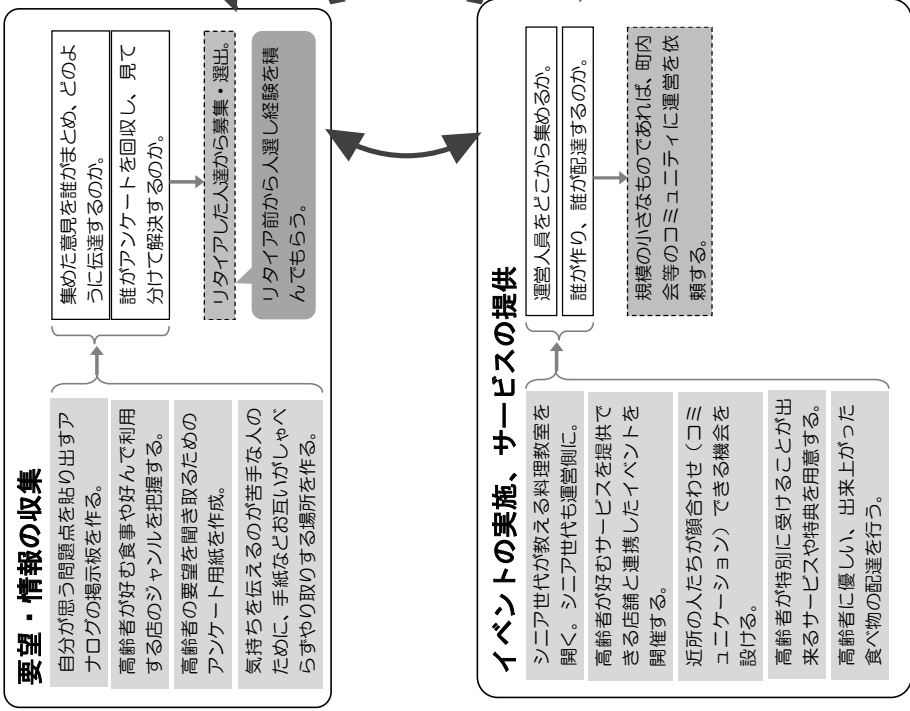 要望・情報の収集
自分が思う問題点を貼り出すア
ナログの掲示板を作る。
高齢者が好む食事や好んで利用
する店のジャンルを把握する。
高齢者の要望を聞き取るための
アンケート用紙を作成。
気持ちを伝えるのが苦手な人の
ために、手紙などお互いがしゃべ
らずやり取りする場所を作る。
集めた意見を誰がまとめ、どのよ
うに伝達するのか。
誰がアンケートを回収し、見て
分けて解決するのか。
リタイアした人達から募集・選出。
リタイア前から人選し経験を積
んでもらう。
イベントの実施、サービスの提供
シニア世代が教える料理教室を
開く。シニア世代も運営側に。
高齢者が好むサービスを提供で
きる店舗と連携したイベントを
開催する。
近所の人たちが顔合わせ（コミ
ュニケーション）できる機会を
設ける。
高齢者が特別に受けることが出
来るサービスや特典を用意する。
高齢者に優しい、出来上がった
食べ物の配達を行う。
運営人員をどこから集めるか。
誰が作り、誰が配達するのか。
規模の小さなものであれば、町内
会等のコミュニティに運営を依
頼する。